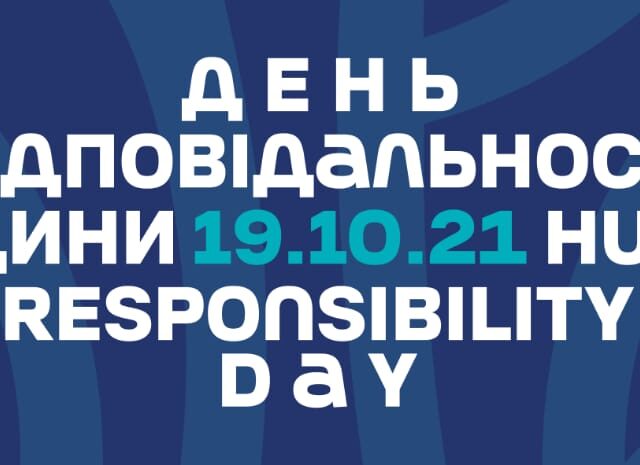 ДЕНЬ
ДПОВІДаЛЬНОС
ДИНИ 19.10.21 HU
RESPONSIBILITY
DaY